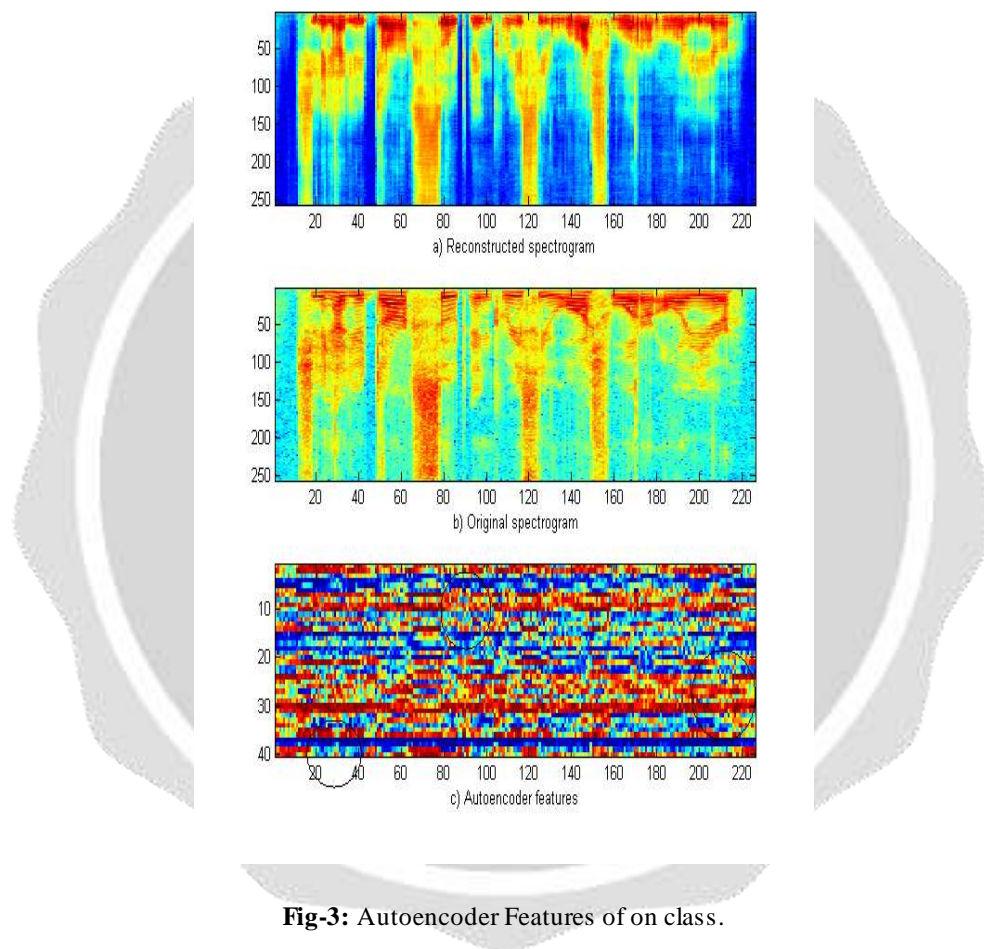 50
100
150
200
250
20 40 60 80 100 120 140 160 180 200 220
a) Reconstructed spectrogram
50
100
150
200
250
20 40 60 80 100 120 140 160 180 200 220
b) Original spectrogram
10
20
30
40
20 40 60 80 100 120 140 160 180 200 220
c) Autoencoder features
Fig-3: Autoencoder Features of on class.